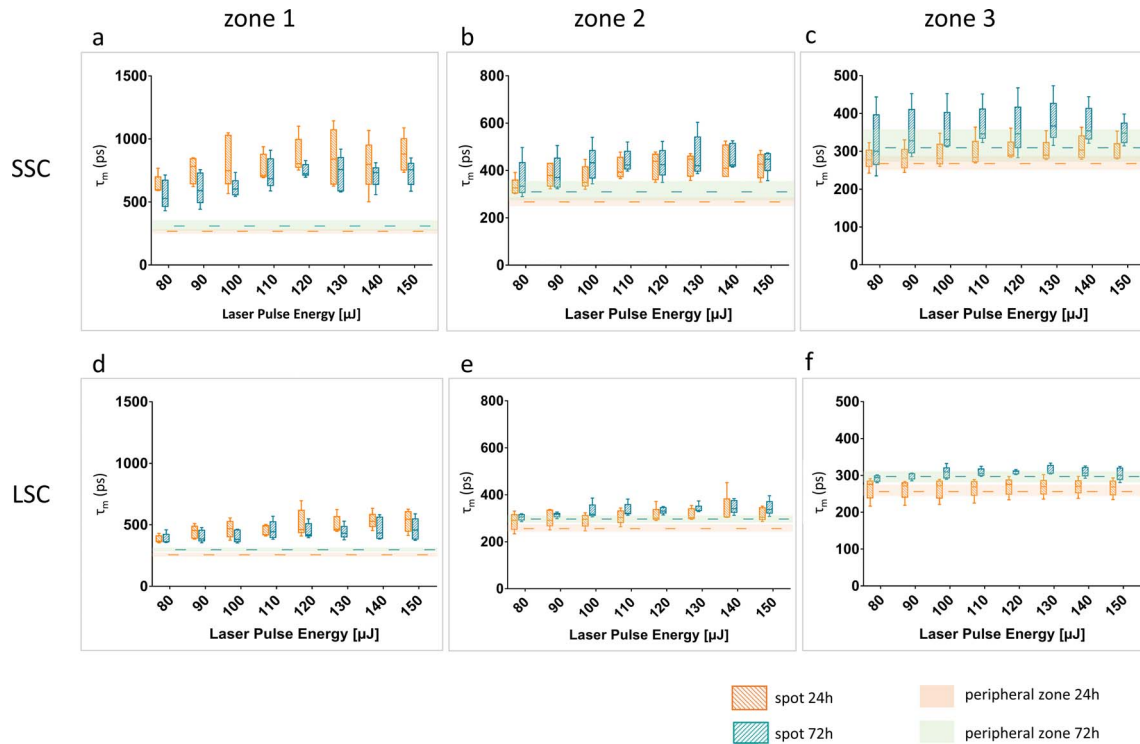 zone 1
zone 2
zone 3
SSC
a
τm (ps)
1500
1000
500
0
80
90
100
110
120
130
140
150
Laser Pulse Energy [µJ]
b
τm (ps)
800
600
400
200
0
80
90
100
110
120
130
140
150
Laser Pulse Energy [µJ]
c
τm (ps)
500
400
300
200
100
0
80
90
100
110
120
130
140
150
Laser Pulse Energy [µJ]
LSC
d
τm (ps)
1500
1000
500
0
80
90
100
110
120
130
140
150
Laser Pulse Energy [µJ]
e
τm (ps)
800
600
400
200
0
80
90
100
110
120
130
140
150
Laser Pulse Energy [µJ]
f
τm (ps)
500
400
300
200
100
0
80
90
100
110
120
130
140
150
Laser Pulse Energy [µJ]
spot 24h
peripheral zone 24h
spot 72h
peripheral zone 72h